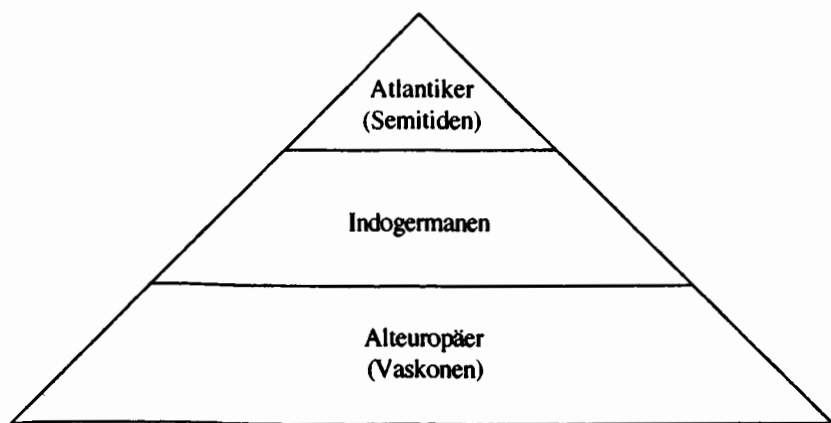 Atlantiker
(Semitiden)
Indogermanen
Alteuropäer
(Vaskonen)